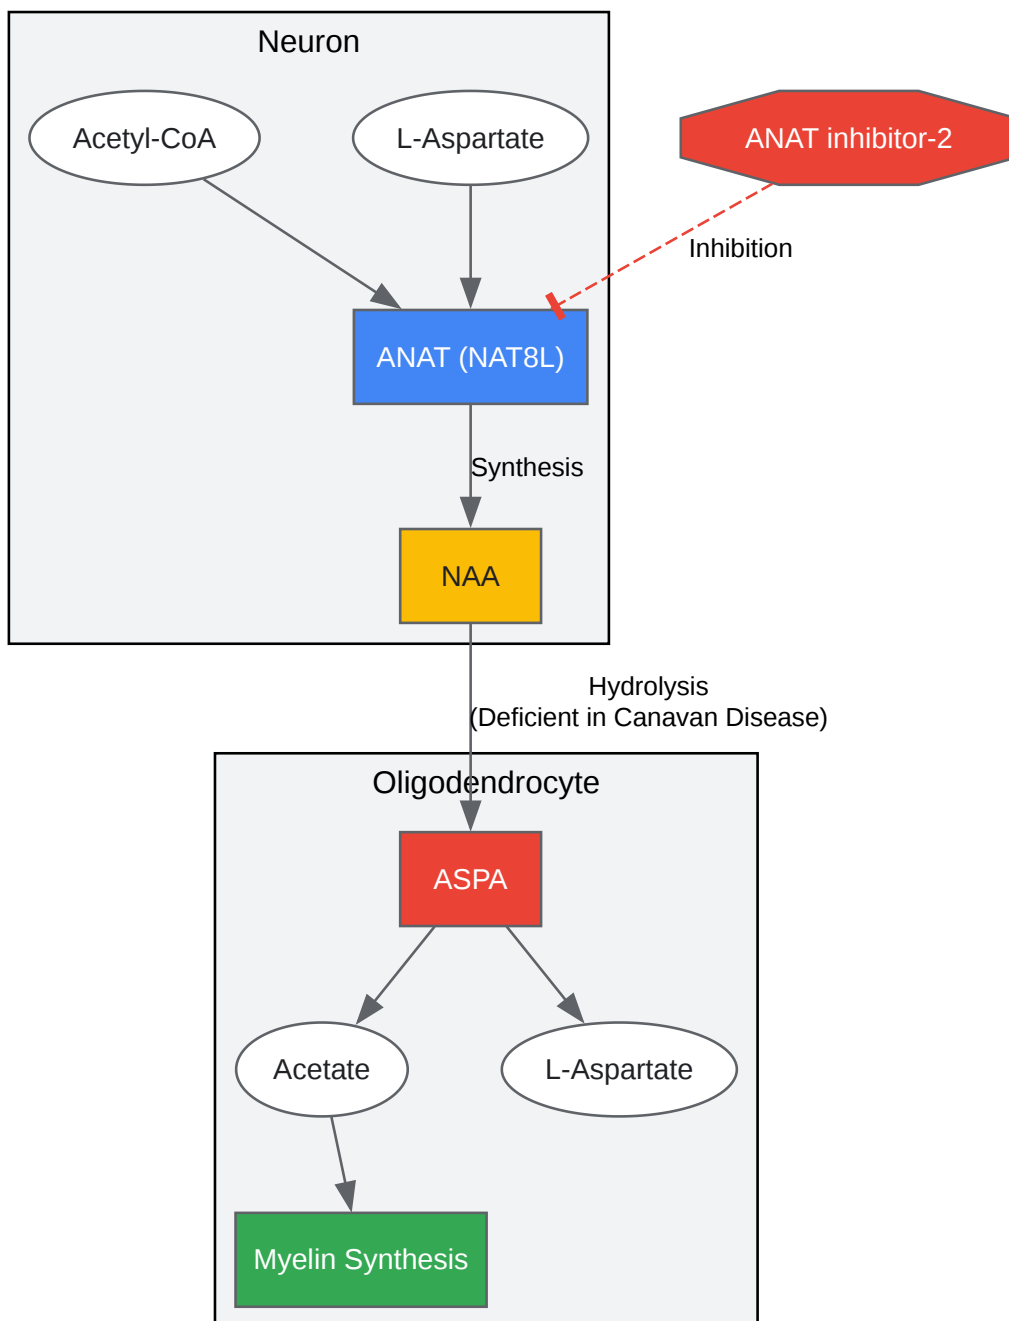 Neuron
Acetyl-CoA
L-Aspartate
ANAT inhibitor-2
Inhibition
ANAT (NAT8L)
Synthesis
NAA
Hydrolysis
(Deficient in Canavan Disease)
Oligodendrocyte
ASPA
Acetate
L-Aspartate
Myelin Synthesis